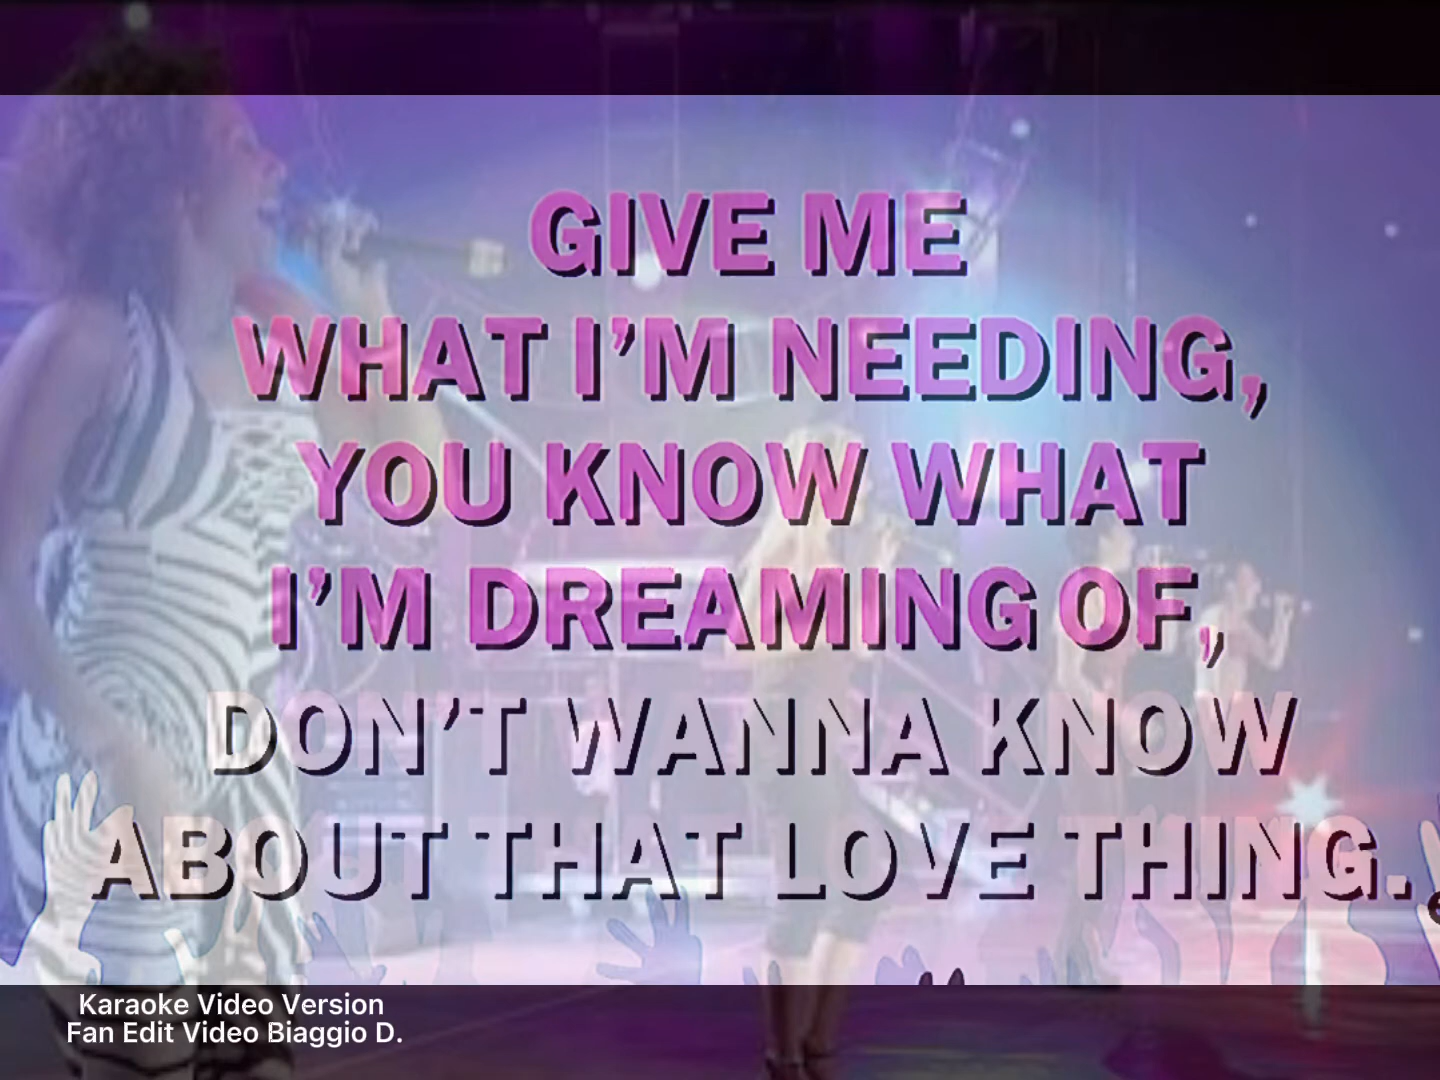 GIVE ME
WHAT I’M NEEDING,
YOU KNOW WHAT
I’M DREAMING OF,
DON’T WANNA KNOW
ABOUT THAT LOVE THING.
Karaoke Video Version
Fan Edit Video Biaggio D.